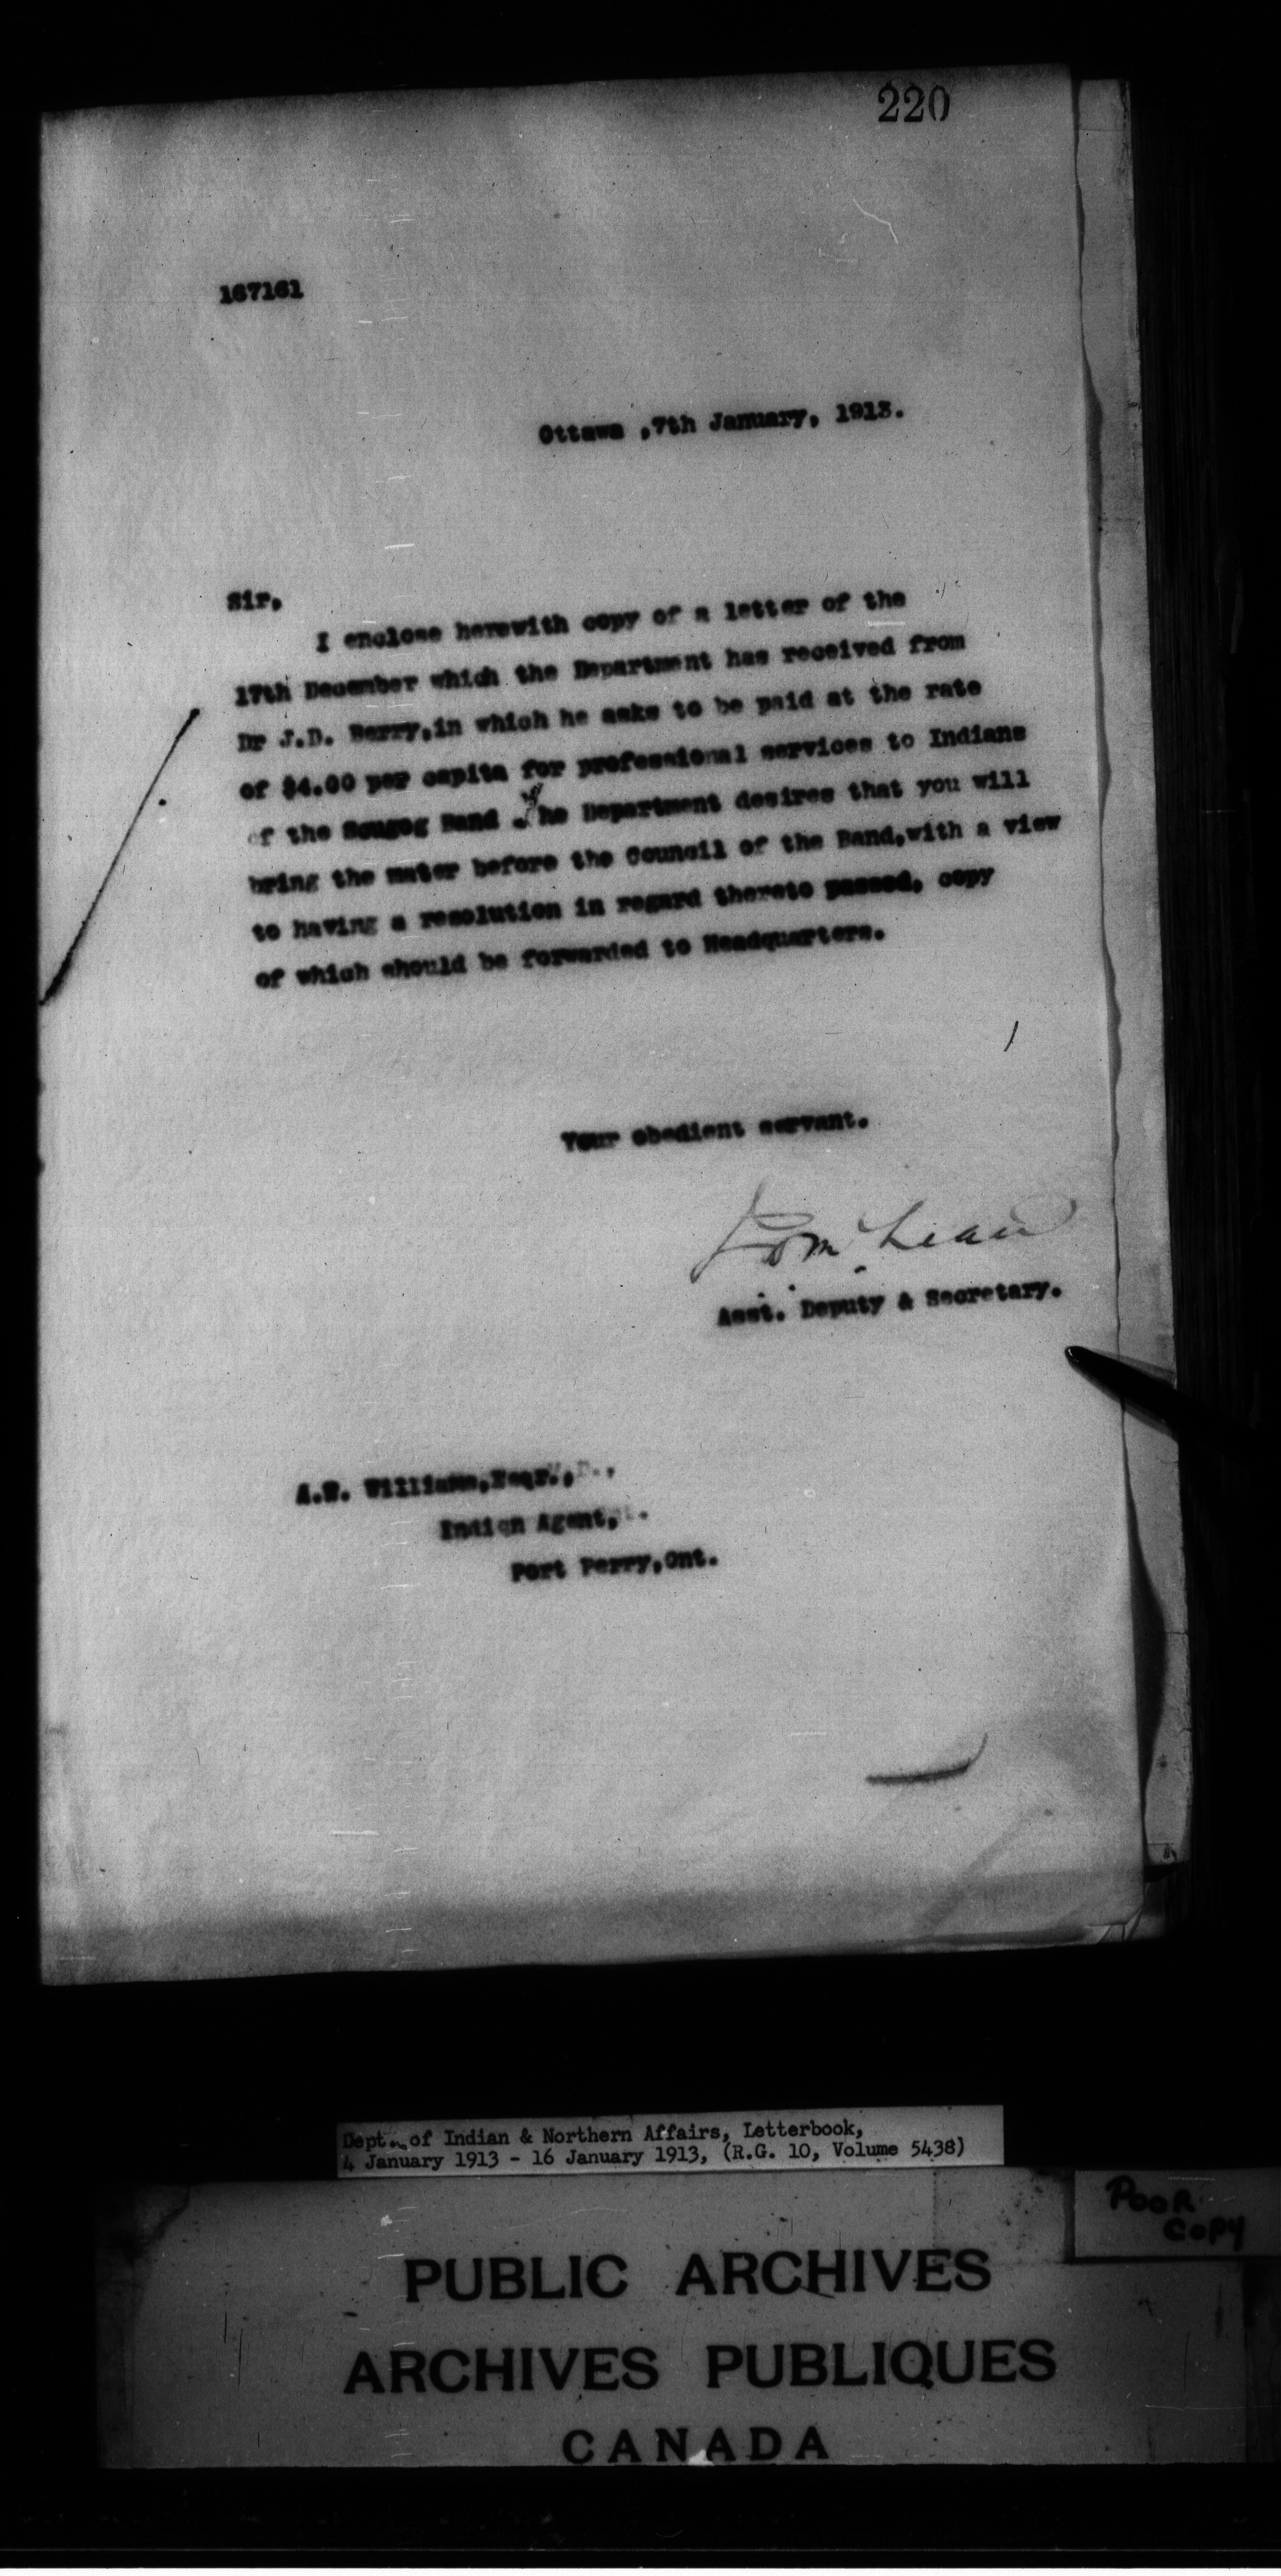 220
167161
Ottawa ,7th January, 1913.
Sir,
I enclose herewith copy of a letter of the
17th December which the Department has received from
Dr J.D. Berry,in which he asks to be paid at the rate
of $4.00 per capita for professional services to Indians
of the Scugog Band . The Department desires that you will
bring the mater before the Council of the Band,with a view
to having a resolution in regard thereto passed, copy
of which should be forwarded to Headquarters.
Your obedient servant.
J D McLean
Asst. Deputy & Secretary.
A.W. Williams,Esqr.,
Indian Agent,
Port Perry,Ont.
Dept. of Indian & Northern Affairs, Letterbook,
4 January 1913 - 16 January 1913, (R.G. 10, Volume 5438)
POOR
COPY
PUBLIC ARCHIVES
ARCHIVES PUBLIQUES
CANADA